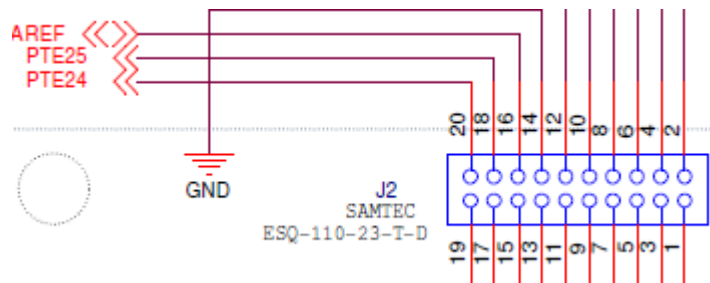 AREF
PTE25
PTE24
20 18 16 14 12 10 8 6 4 2
GND
J2
SAMTEC
ESQ-110-23-T-D
19 17 15 13 11 9 7 5 3 1